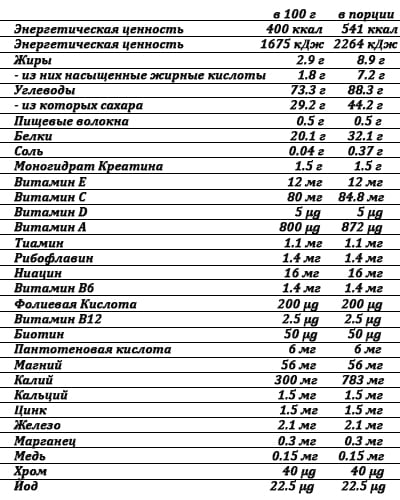 в 100 г в порции
Энергетическая ценность 400 ккал 541 ккал
Энергетическая ценность 1675 кДж 2264 кДж
Жиры 2.9 г 8.9 г
- из них насыщенные жирные кислоты 1.8 г 7.2 г
Углеводы 73.3 г 88.3 г
- из которых сахара 29.2 г 44.2 г
Пищевые волокна 0.5 г 0.5 г
Белки 20.1 г 32.1 г
Соль 0.04 г 0.37 г
Моногидрат Креатина 1.5 г 1.5 г
Витамин E 12 мг 12 мг
Витамин C 80 мг 84.8 мг
Витамин D 5 µg 5 µg
Витамин А 800 µg 872 µg
Тиамин 1.1 мг 1.1 мг
Рибофлавин 1.4 мг 1.4 мг
Ниацин 16 мг 16 мг
Витамин B6 1.4 мг 1.4 мг
Фолиевая Кислота 200 µg 200 µg
Витамин B12 2.5 µg 2.5 µg
Биотин 50 µg 50 µg
Пантотеновая кислота 6 мг 6 мг
Магний 56 мг 56 мг
Калий 300 мг 783 мг
Кальций 1.5 мг 1.5 мг
Цинк 1.5 мг 1.5 мг
Железо 2.1 мг 2.1 мг
Марганец 0.3 мг 0.3 мг
Медь 0.15 мг 0.15 мг
Хром 40 µg 40 µg
Йод 22.5 µg 22.5 µg